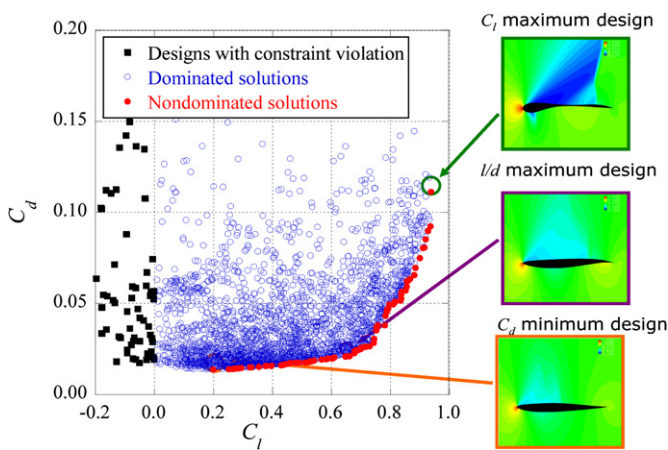 C_l maximum design
Designs with constraint violation
Dominated solutions
Nondominated solutions
0.20
0.15
0.10
0.05
0.00
C_d
-0.2 0.0 0.2 0.4 0.6 0.8 1.0
C_l
l/d maximum design
C_d minimum design